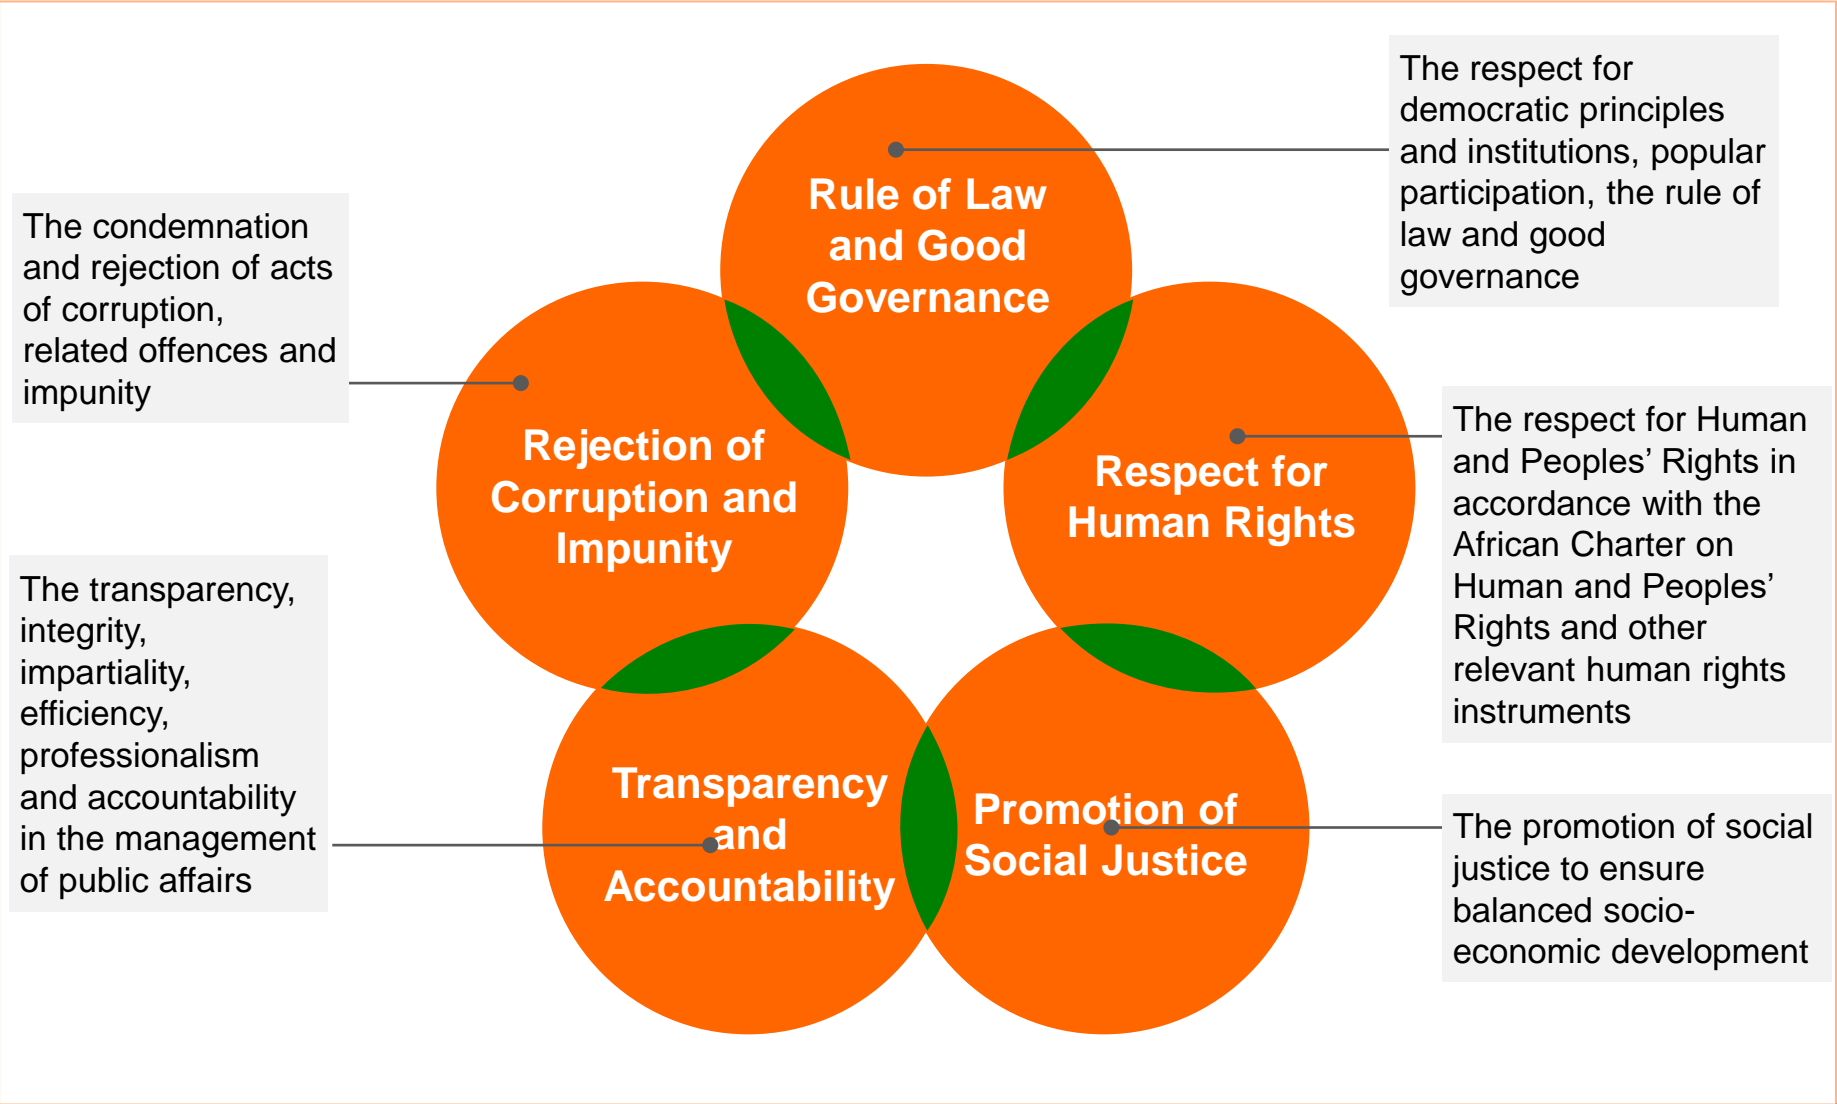 The respect for
democratic principles
and institutions, popular
participation, the rule of
law and good
governance
Rule of Law
and Good
Governance
The condemnation
and rejection of acts
of corruption,
related offences and
impunity
Rejection of
Corruption and
Impunity
Respect for
Human Rights
The respect for Human
and Peoples’ Rights in
accordance with the
African Charter on
Human and Peoples’
Rights and other
relevant human rights
instruments
The transparency,
integrity,
impartiality,
efficiency,
professionalism
and accountability
in the management
of public affairs
Transparency
and
Accountability
Promotion of
Social Justice
The promotion of social
justice to ensure
balanced socio-
economic development